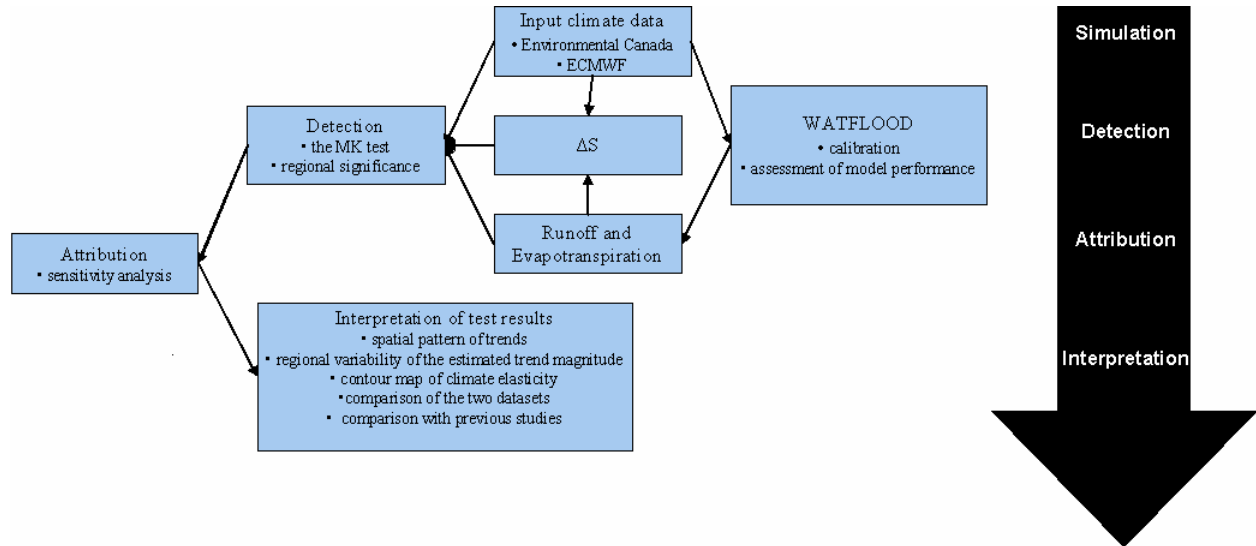 Input climate data
• Environmental Canada
• ECMWF
Detection
• the MK test
• regional significance
ΔS
WATFLOOD
• calibration
• assessment of model performance
Runoff and
Evapotranspiration
Attribution
• sensitivity analysis
Interpretation of test results
• spatial pattern of trends
• regional variability of the estimated trend magnitude
• contour map of climate elasticity
• comparison of the two datasets
• comparison with previous studies
Simulation
Detection
Attribution
Interpretation